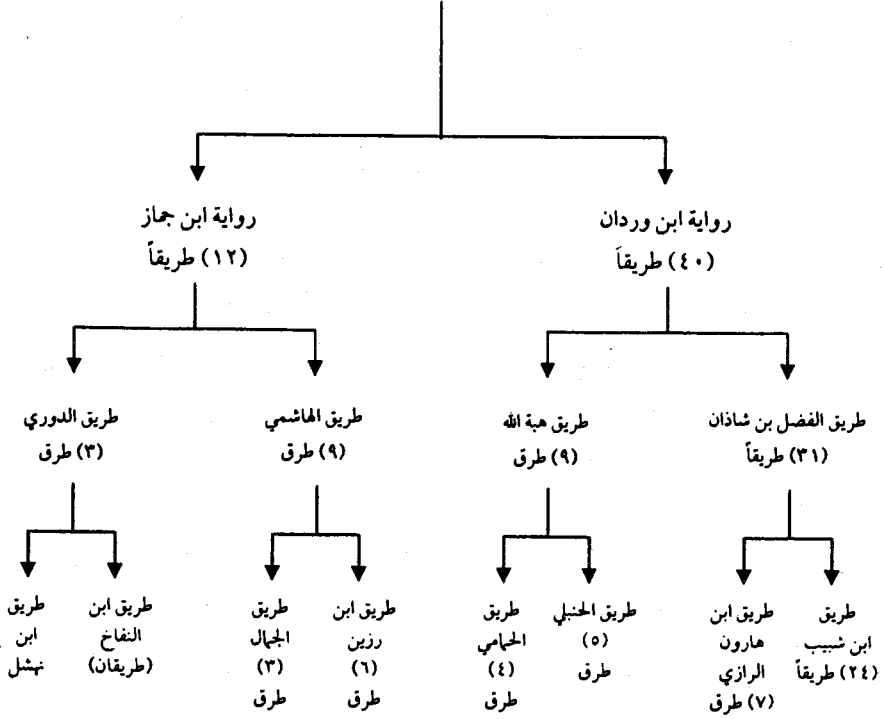 رواية ابن وردان
(٤٠) طريقاً
رواية ابن جماز
(١٢) طريقاً
طريق الفضل بن شاذان
(٣١) طريقاً
طريق هبة الله
(٩) طرق
طريق الهاشمي
(٩) طرق
طريق الدوري
(٣) طرق
طريق
ابن شبيب
(٢٤) طريقاً
طريق ابن
هارون
الرازي
(٧) طرق
طريق الحنبلي
(٥)
طرق
طريق
الحمامي
(٤)
طرق
طريق ابن
رزين
(٦)
طرق
طريق
الجمال
(٣)
طرق
طريق ابن
النفاخ
(طريقان)
طريق
ابن
نهشل